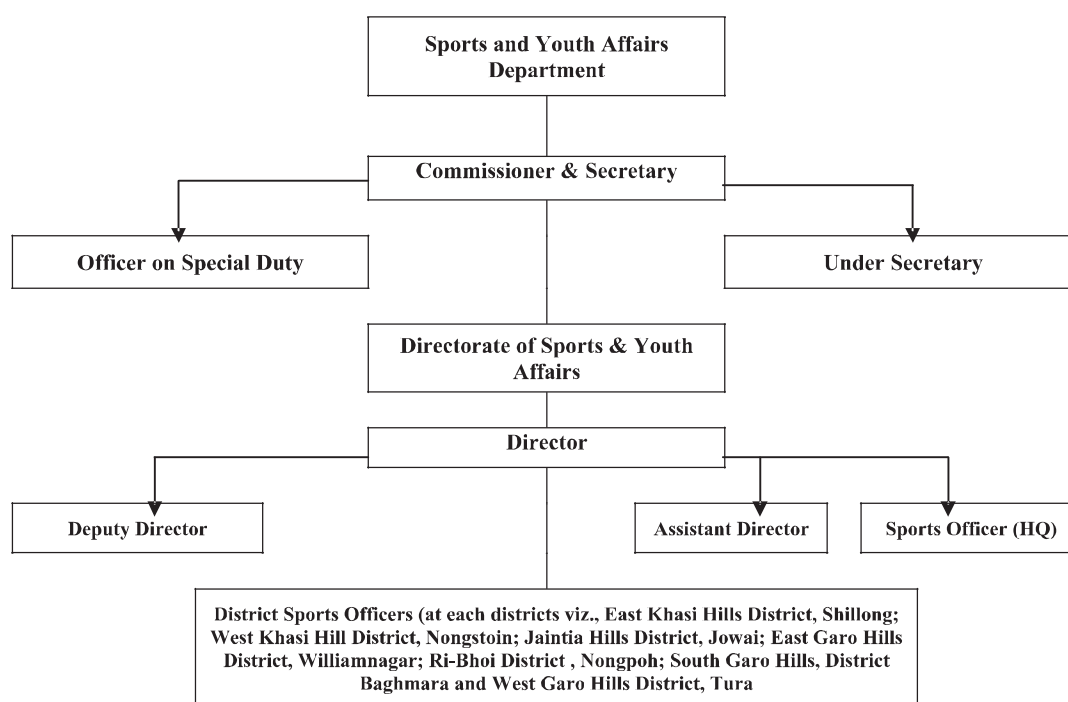 Sports and Youth Affairs
Department
Commissioner & Secretary
Officer on Special Duty
Under Secretary
Directorate of Sports & Youth
Affairs
Director
Deputy Director
Assistant Director
Sports Officer (HQ)
District Sports Officers (at each districts viz., East Khasi Hills District, Shillong;
West Khasi Hill District, Nongstoin; Jaintia Hills District, Jowai; East Garo Hills
District, Williamnagar; Ri-Bhoi District , Nongpoh; South Garo Hills, District
Baghmara and West Garo Hills District, Tura